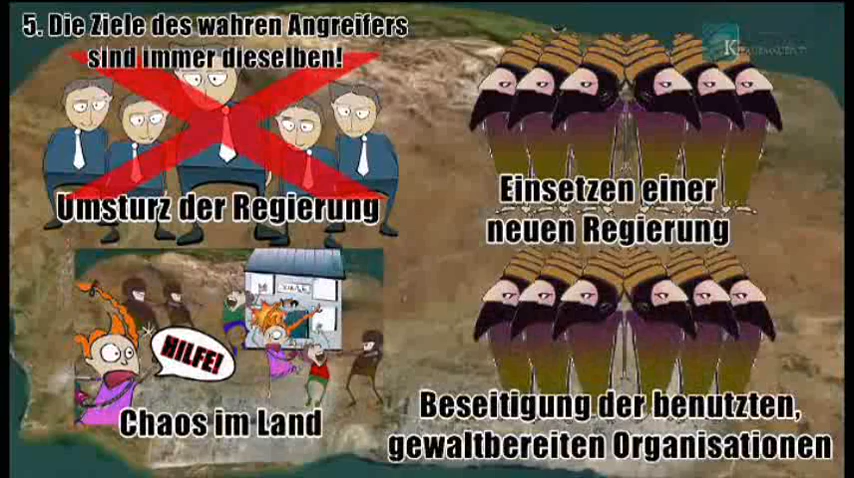 5. Die Ziele des wahren Angreifers
sind immer dieselben!
Umsturz der Regierung
Einsetzen einer
neuen Regierung
HILFE!
Chaos im Land
Beseitigung der benutzten,
gewaltbereiten Organisationen